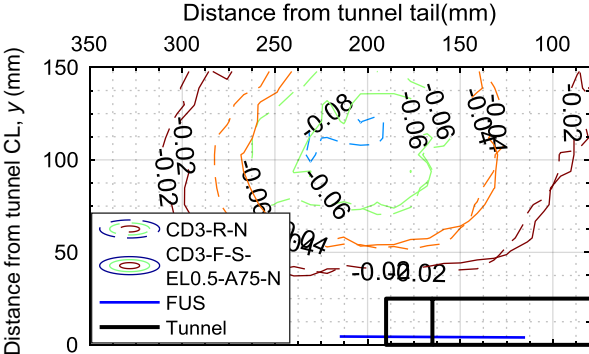 Distance from tunnel tail(mm)
350 300 250 200 150 100
Distance from tunnel CL, y (mm)
150
100
50
0
-0.08
-0.06
-0.06
-0.04
-0.04
-0.02
-0.02
-0.02
-0.06
-0.02
-0.02
CD3-R-N
CD3-F-S-
EL0.5-A75-N
FUS
Tunnel